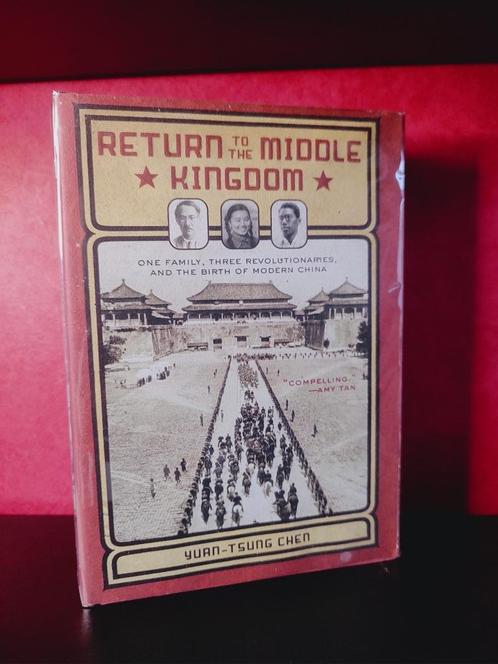 RETURN TO THE MIDDLE
KINGDOM
ONE FAMILY, THREE REVOLUTIONARIES,
AND THE BIRTH OF MODERN CHINA
"COMPELLING."
—AMY TAN
YUAN-TSUNG CHEN